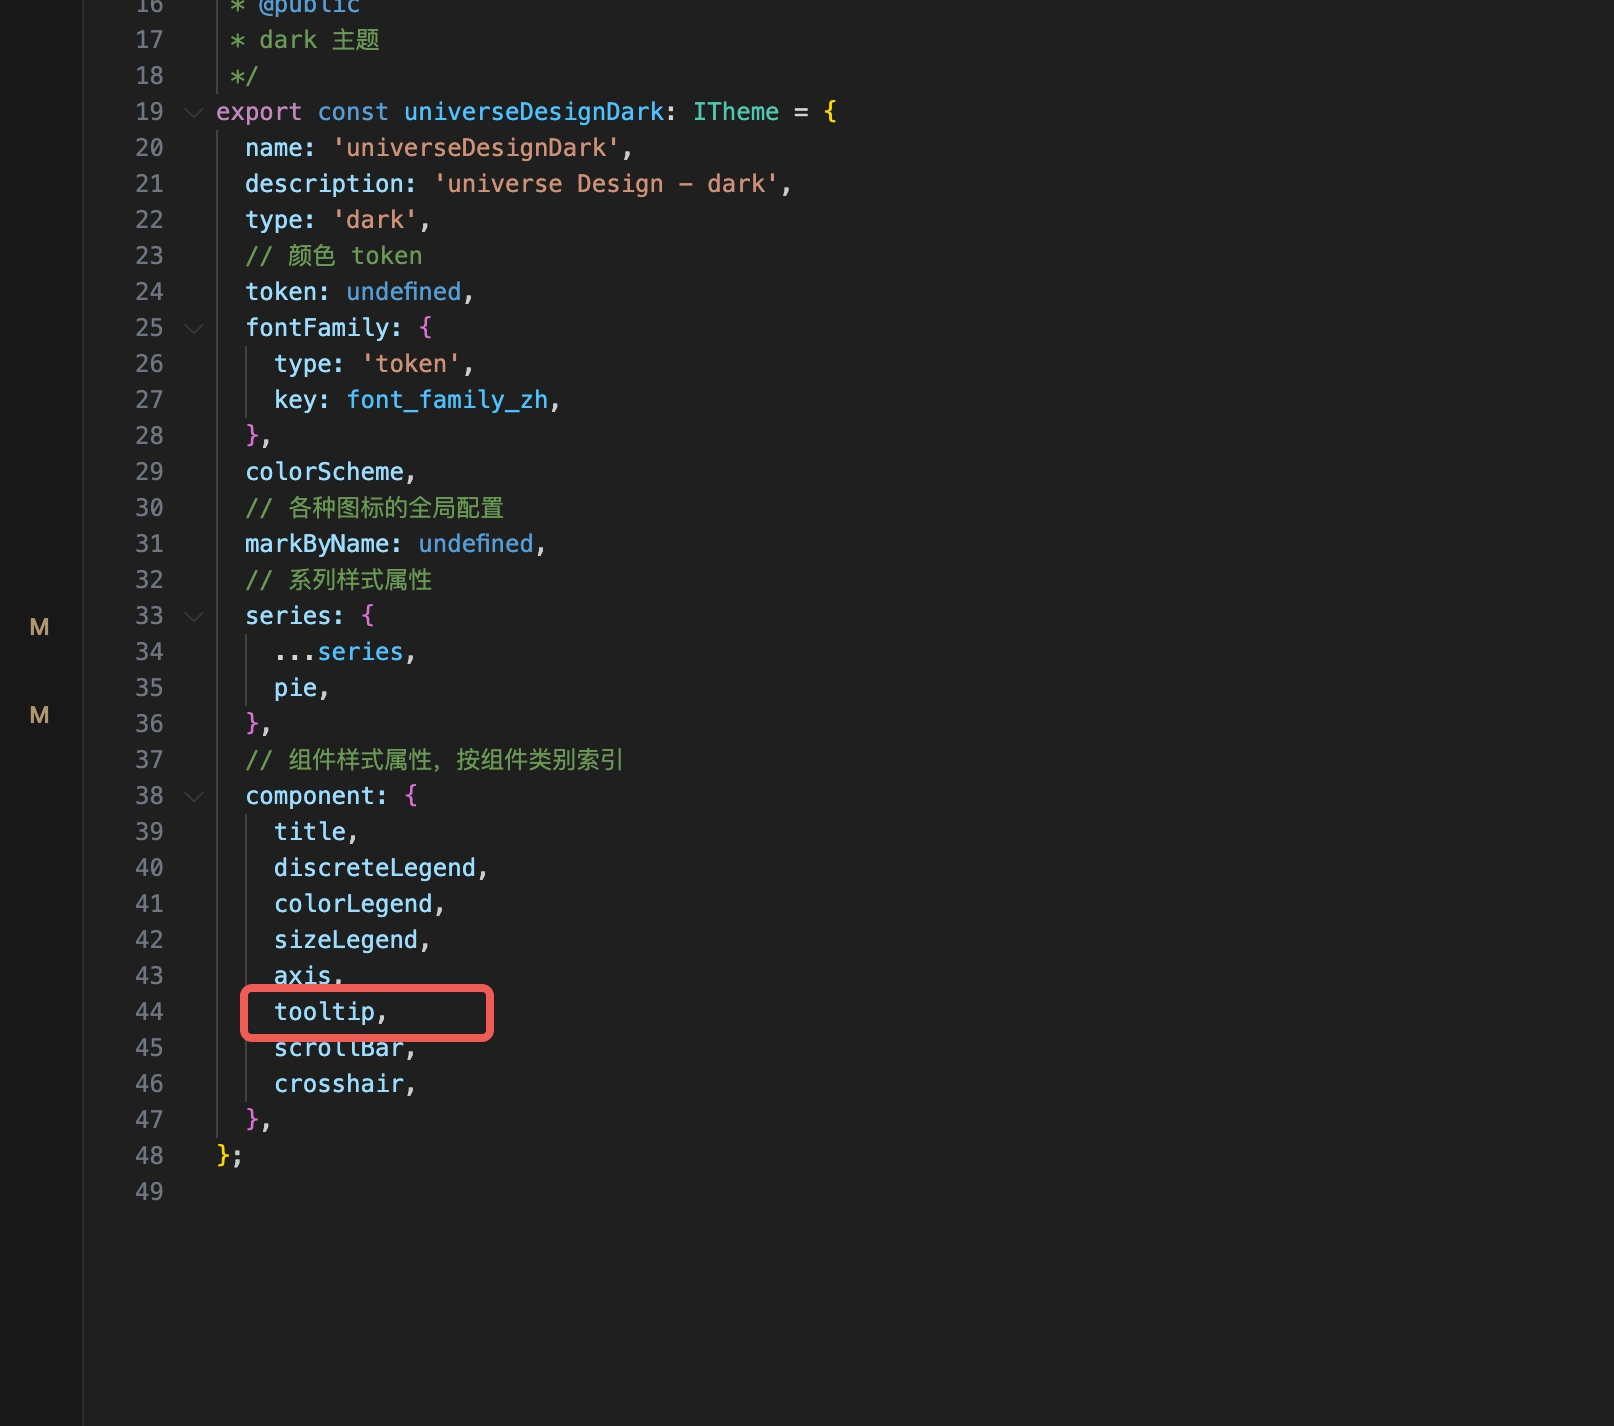 16 * @public
17 * dark 主题
18 */
19 export const universeDesignDark: ITheme = {
20 name: 'universeDesignDark',
21 description: 'universe Design - dark',
22 type: 'dark',
23 // 颜色 token
24 token: undefined,
25 fontFamily: {
26 type: 'token',
27 key: font_family_zh,
28 },
29 colorScheme,
30 // 各种图标的全局配置
31 markByName: undefined,
32 // 系列样式属性
33 series: {
M
34 ...series,
35 pie,
M
36 },
37 // 组件样式属性，按组件类别索引
38 component: {
39 title,
40 discreteLegend,
41 colorLegend,
42 sizeLegend,
43 axis,
44 tooltip,
45 scrollBar,
46 crosshair,
47 },
48 };
49